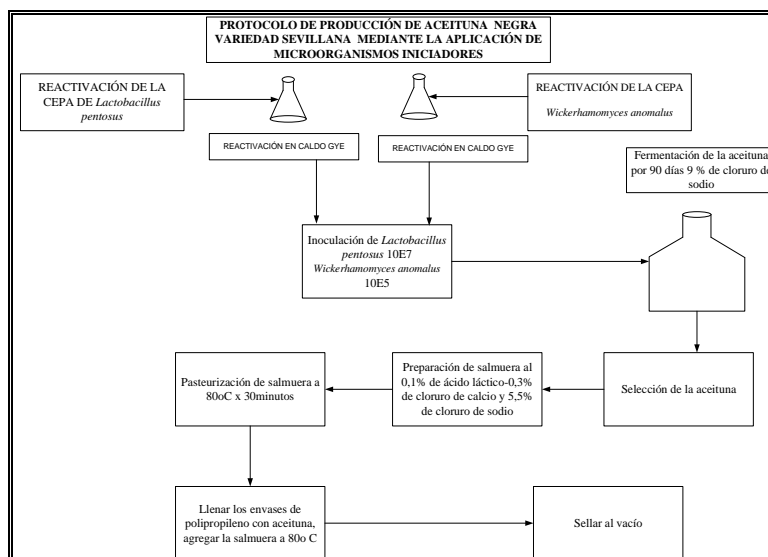 PROTOCOLO DE PRODUCCIÓN DE ACEITUNA NEGRA
VARIEDAD SEVILLANA MEDIANTE LA APLICACIÓN DE
MICROORGANISMOS INICIADORES
REACTIVACIÓN DE LA
CEPA DE Lactobacillus
pentosus
REACTIVACIÓN DE LA CEPA
Wickerhamomyces anomalus
REACTIVACIÓN EN CALDO GYE
REACTIVACIÓN EN CALDO GYE
Fermentación de la aceituna
por 90 días 9 % de cloruro de
sodio
Inoculación de Lactobacillus
pentosus 10E7
Wickerhamomyces anomalus
10E5
Selección de la aceituna
Preparación de salmuera al
0,1% de ácido láctico-0,3%
de cloruro de calcio y 5,5%
de cloruro de sodio
Pasteurización de salmuera a
80oC x 30minutos
Llenar los envases de
polipropileno con aceituna,
agregar la salmuera a 80o C
Sellar al vacío